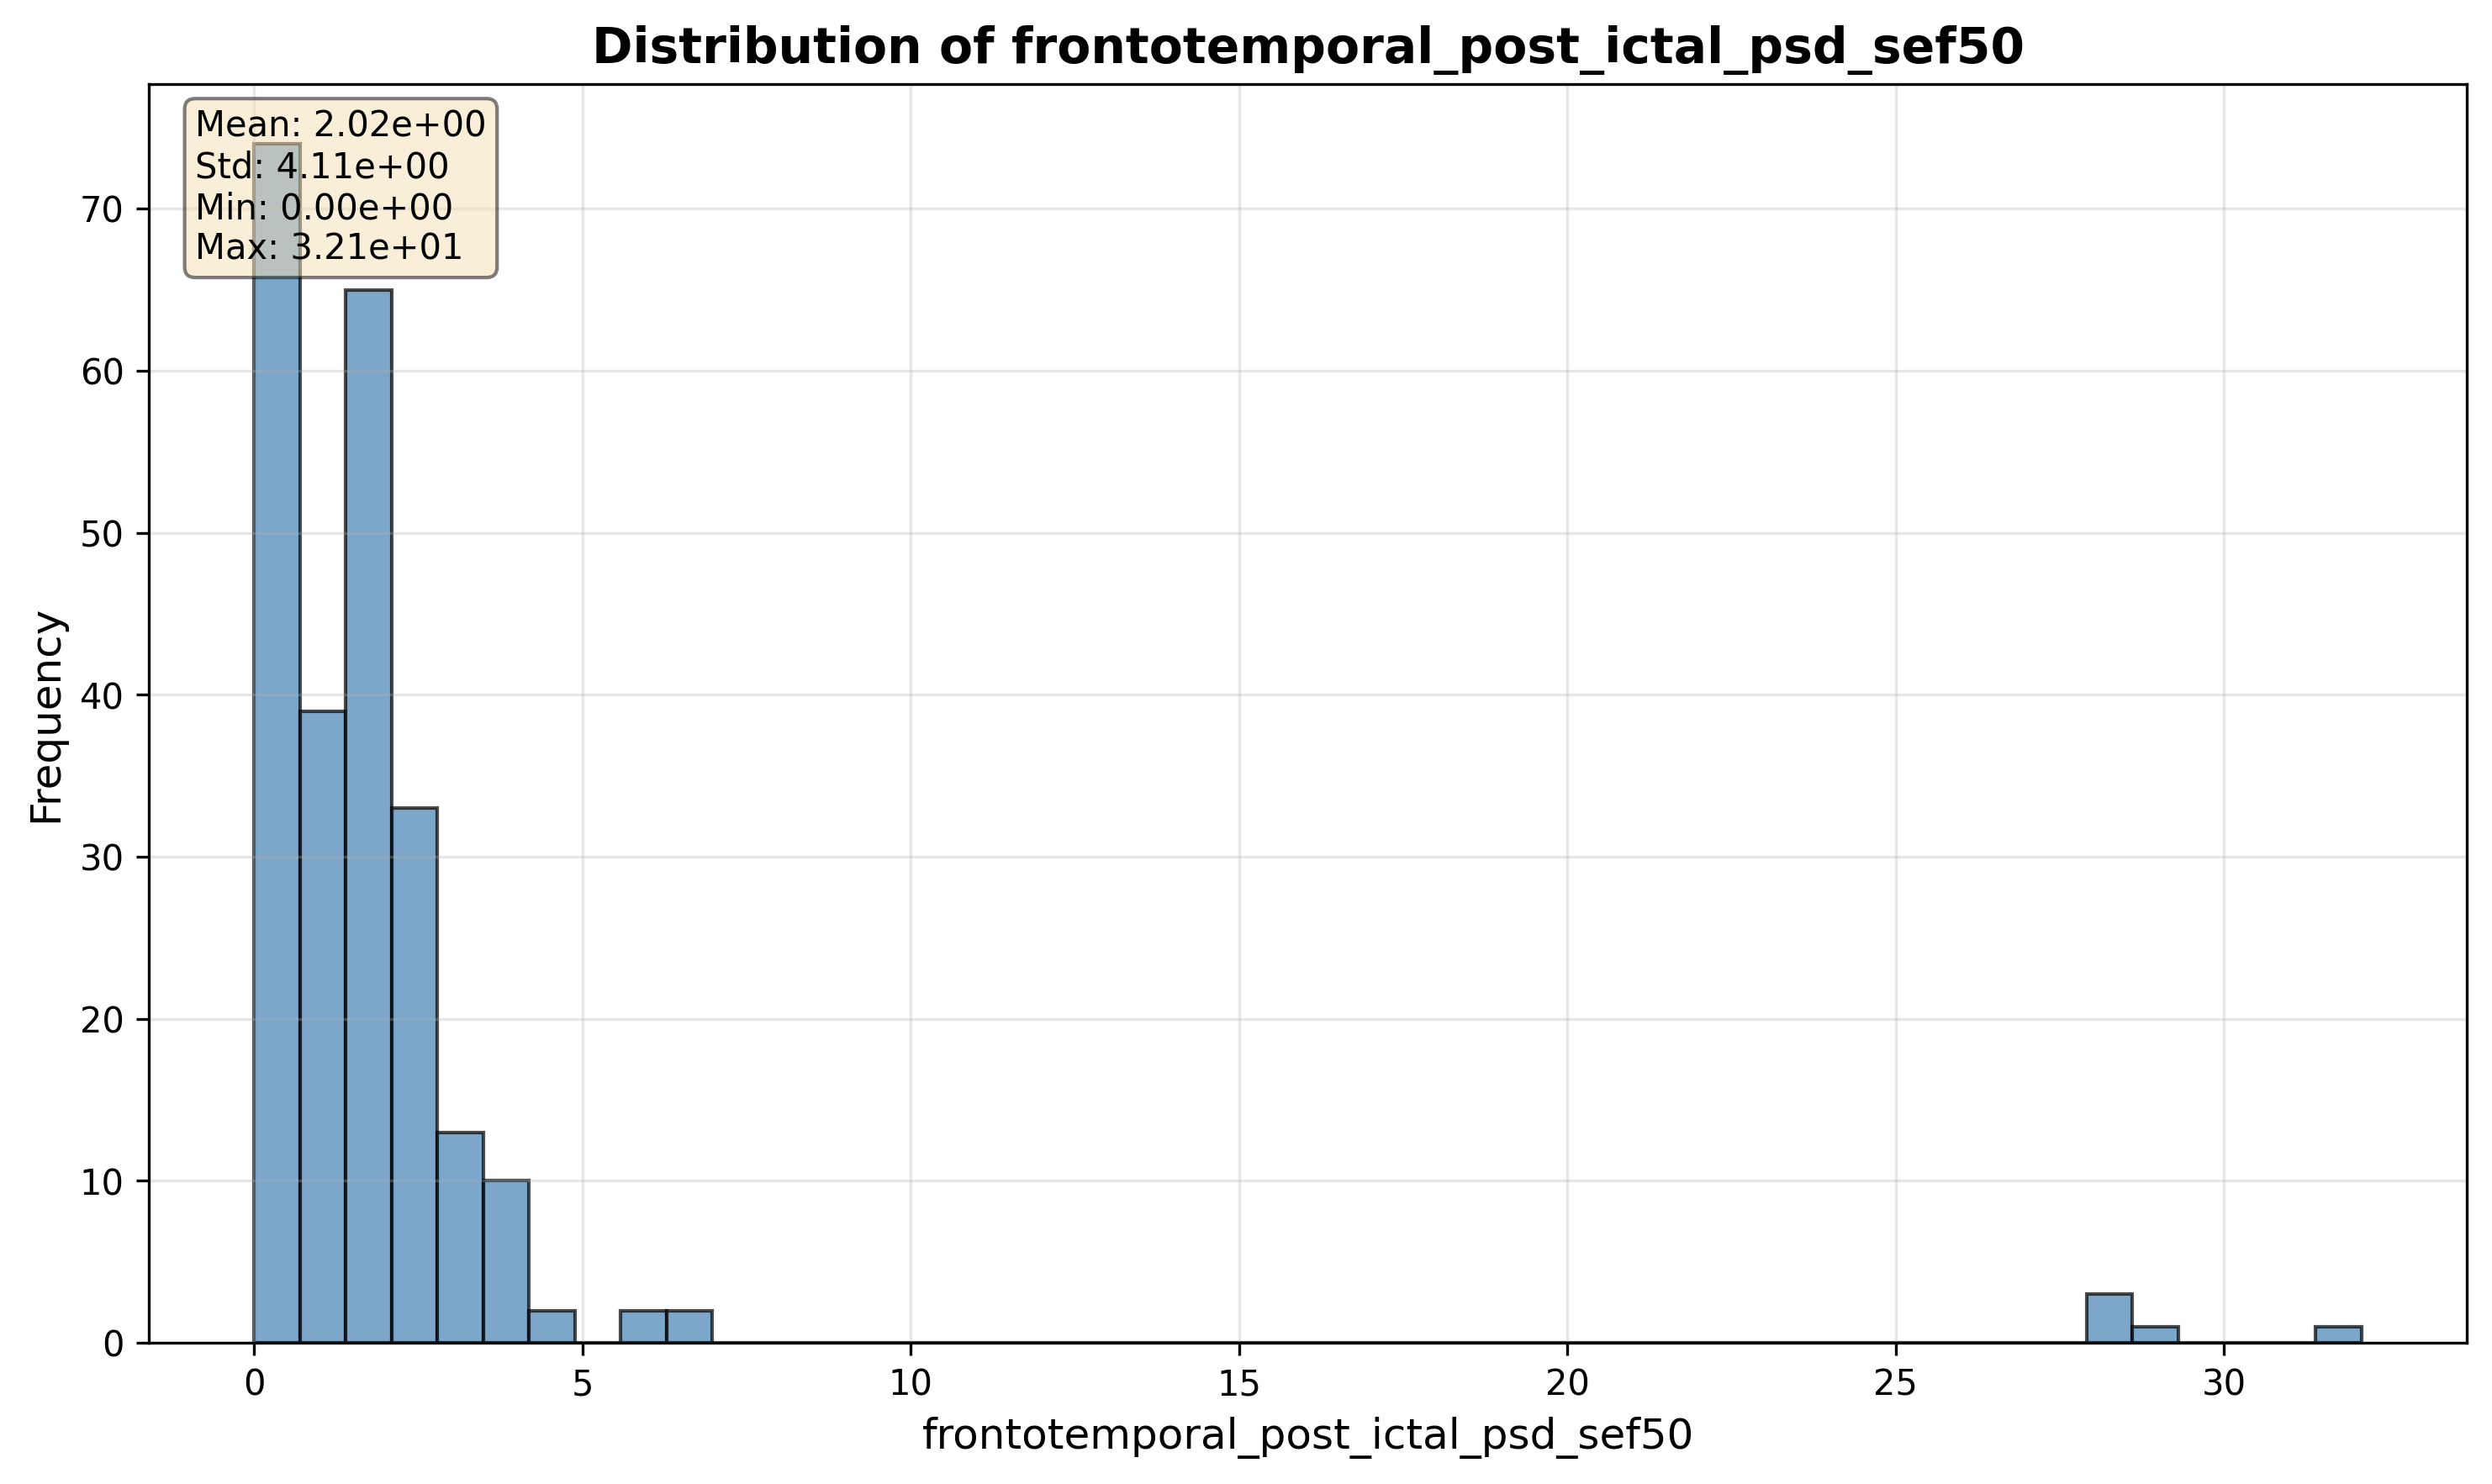 Distribution of frontotemporal_post_ictal_psd_sef50
Mean: 2.02e+00
Std: 4.11e+00
Min: 0.00e+00
Max: 3.21e+01
Frequency
70
60
50
40
30
20
10
0
0 5 10 15 20 25 30
frontotemporal_post_ictal_psd_sef50